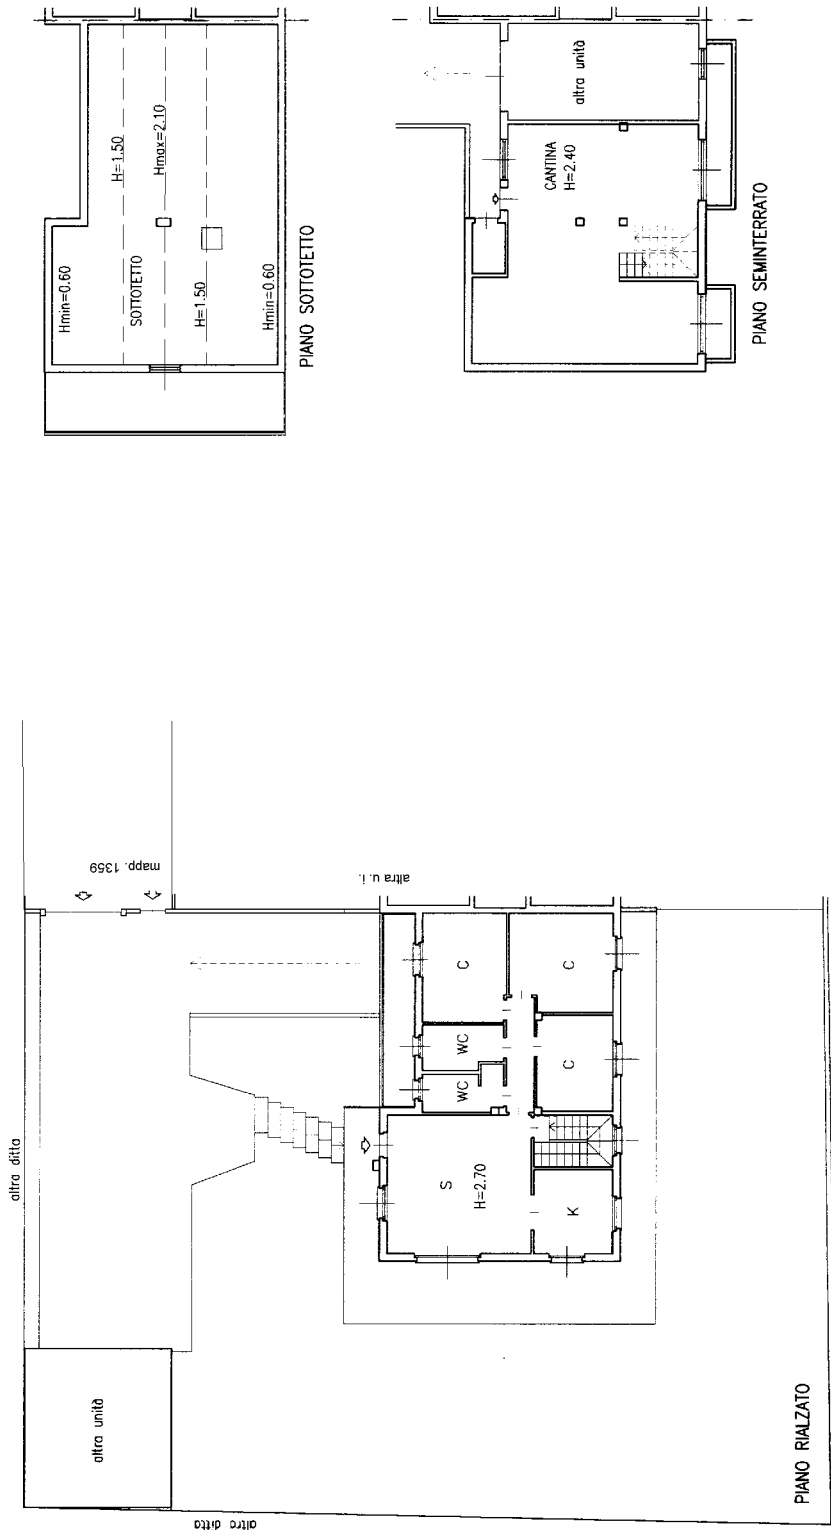 Hmin=0.60
H=1.50
Hmax=2.10
SOTTOTETTO
H=1.50
Hmin=0.60
PIANO SOTTOTETTO
altra unità
CANTINA
H=2.40
PIANO SEMINTERRATO
mapp. 1359
altra u. i.
altra ditta
C
C
WC
WC
C
S
H=2.70
K
altra unità
altra ditta
PIANO RIALZATO